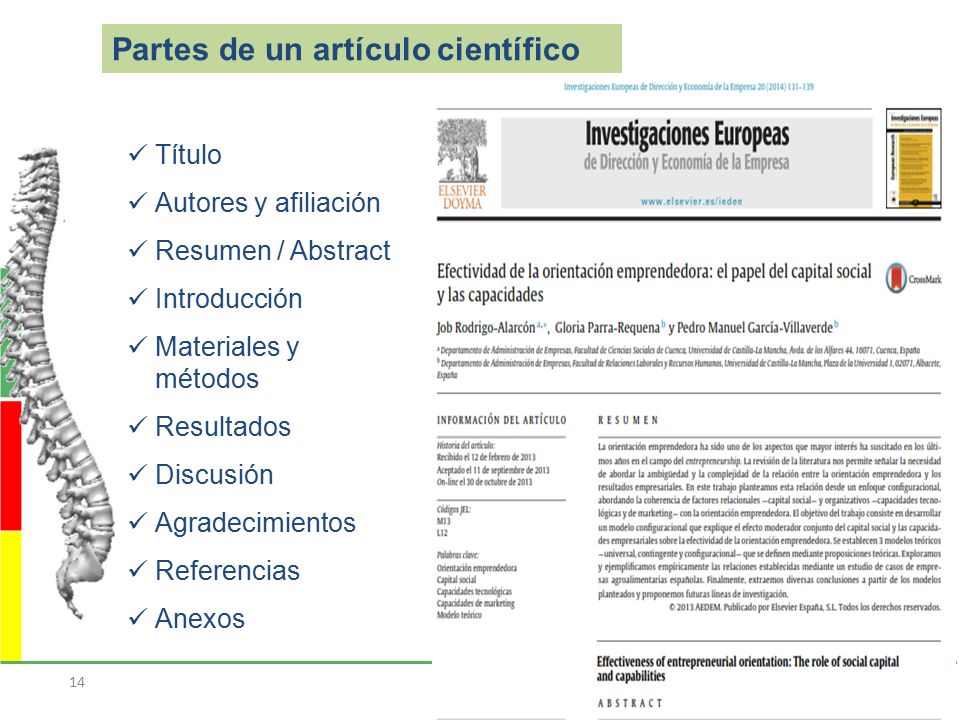 Partes de un artículo científico
Título
Autores y afiliación
Resumen / Abstract
Introducción
Materiales y
métodos
Resultados
Discusión
Agradecimientos
Referencias
Anexos
14
Investigaciones Europeas de Dirección y Economía de la Empresa 20 (2014) 131–139
ELSEVIER
DOYMA
Investigaciones Europeas
de Dirección y Economía de la Empresa
www.elsevier.es/iedee
Investigaciones Europeas
European Research
Efectividad de la orientación emprendedora: el papel del capital social
y las capacidades
CrossMark
Job Rodrigo-Alarcón a,*, Gloria Parra-Requena b y Pedro Manuel García-Villaverde b
a Departamento de Administración de Empresas, Facultad de Ciencias Sociales de Cuenca, Universidad de Castilla-La Mancha, Avda. de los Alfares 44, 16071, Cuenca, España
b Departamento de Administración de Empresas, Facultad de Relaciones Laborales y Recursos Humanos, Universidad de Castilla-La Mancha, Plaza de la Universidad 1, 02071, Albacete,
España
INFORMACIÓN DEL ARTÍCULO
Historia del artículo:
Recibido el 12 de febrero de 2013
Aceptado el 11 de septiembre de 2013
On-line el 30 de octubre de 2013
Códigos JEL:
M13
L12
Palabras clave:
Orientación emprendedora
Capital social
Capacidades tecnológicas
Capacidades de marketing
Modelo teórico
RESUMEN
La orientación emprendedora ha sido uno de los aspectos que mayor interés ha suscitado en los últi-
mos años en el campo del entrepreneurship. La revisión de la literatura nos permite señalar la necesidad
de abordar la ambigüedad y la complejidad de la relación entre la orientación emprendedora y los
resultados empresariales. En este trabajo planteamos esta relación desde un enfoque configuracional,
abordando la coherencia de factores relacionales –capital social– y organizativos –capacidades tecno-
lógicas y de marketing– con la orientación emprendedora. El objetivo del trabajo consiste en desarrollar
un modelo configuracional que explique el efecto moderador conjunto del capital social y las capacida-
des empresariales sobre la efectividad de la orientación emprendedora. Se establecen 3 modelos teóricos
–universal, contingente y configuracional– que se definen mediante proposiciones teóricas. Exploramos
y ejemplificamos empíricamente las relaciones establecidas mediante un estudio de casos de empre-
sas agroalimentarias españolas. Finalmente, extraemos diversas conclusiones a partir de los modelos
planteados y proponemos futuras líneas de investigación.
© 2013 AEDEM. Publicado por Elsevier España, S.L. Todos los derechos reservados.
Effectiveness of entrepreneurial orientation: The role of social capital
and capabilities
ABSTRACT